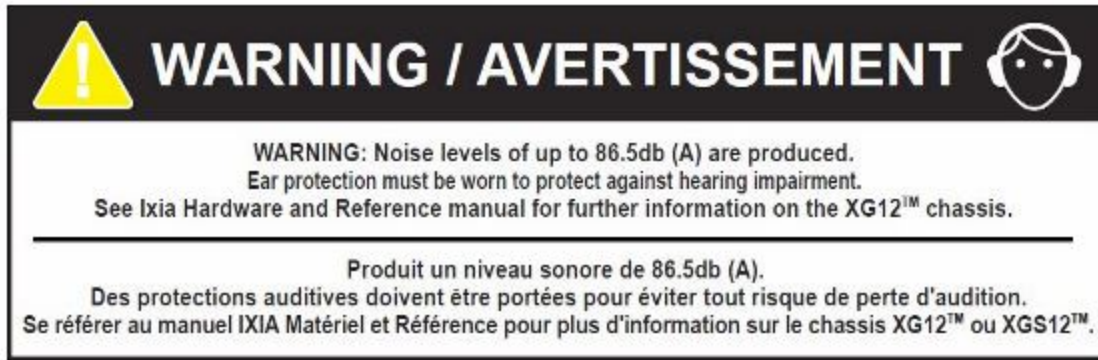 WARNING / AVERTISSEMENT
WARNING: Noise levels of up to 86.5db (A) are produced.
Ear protection must be worn to protect against hearing impairment.
See Ixia Hardware and Reference manual for further information on the XG12™ chassis.
Produit un niveau sonore de 86.5db (A).
Des protections auditives doivent être portées pour éviter tout risque de perte d'audition.
Se référer au manuel IXIA Matériel et Référence pour plus d'information sur le chassis XG12™ ou XGS12™.